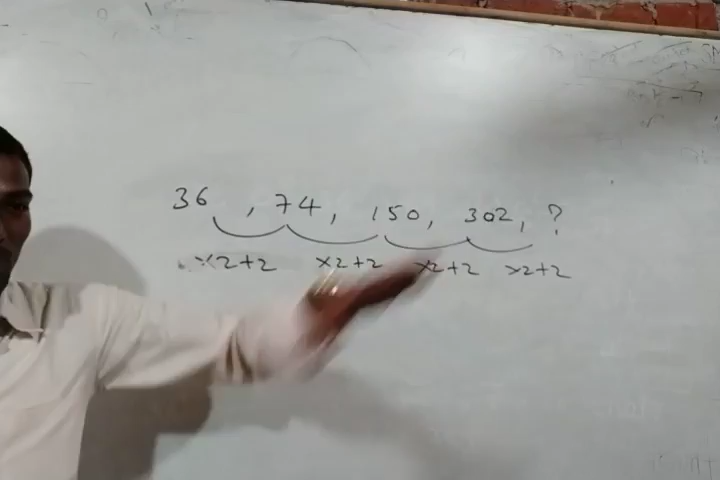 36 , 74, 150, 302, ?
×2+2 ×2+2 ×2+2 ×2+2